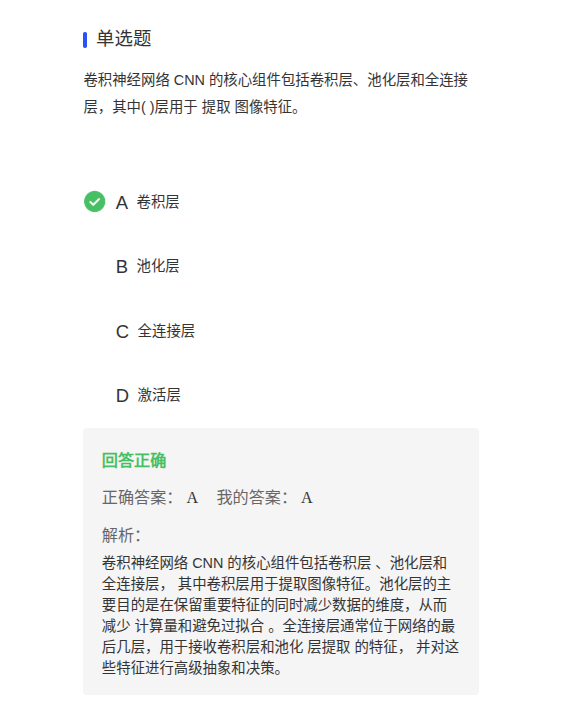 单选题
卷积神经网络 CNN 的核心组件包括卷积层、池化层和全连接
层，其中( )层用于 提取 图像特征。
A 卷积层
B 池化层
C 全连接层
D 激活层
回答正确
正确答案： A 我的答案： A
解析：
卷积神经网络 CNN 的核心组件包括卷积层 、池化层和
全连接层， 其中卷积层用于提取图像特征。池化层的主
要目的是在保留重要特征的同时减少数据的维度，从而
减少 计算量和避免过拟合 。全连接层通常位于网络的最
后几层，用于接收卷积层和池化 层提取 的特征， 并对这
些特征进行高级抽象和决策。